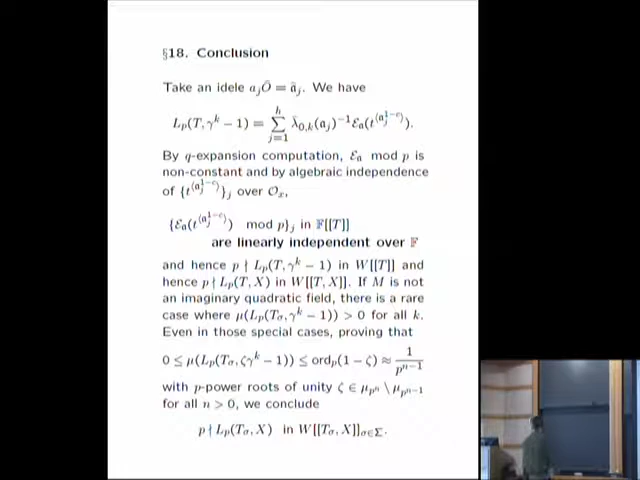 §18. Conclusion
Take an idele a_jÔ = â_j. We have
L_p(T, γ^k − 1) = ∑_{j=1}^{h} λ̂_{0,k}(a_j)^{−1} ℰ_a(t^{⟨a_j^{1−c}⟩}).
By q-expansion computation, ℰ_a mod p is
non-constant and by algebraic independence
of {t^{⟨a_j^{1−c}⟩}}_j over 𝒪_x,
{ℰ_a(t^{⟨a_j^{1−c}⟩}) mod p}_j in 𝔽[[T]]
are linearly independent over 𝔽
and hence p ∤ L_p(T, γ^k − 1) in W[[T]] and
hence p ∤ L_p(T, X) in W[[T, X]]. If M is not
an imaginary quadratic field, there is a rare
case where μ(L_p(T_σ, γ^k − 1)) > 0 for all k.
Even in those special cases, proving that
0 ≤ μ(L_p(T_σ, ζγ^k − 1)) ≤ ord_p(1 − ζ) ≈ 1/p^{n−1}
with p-power roots of unity ζ ∈ μ_{p^n} \ μ_{p^{n−1}}
for all n > 0, we conclude
p ∤ L_p(T_σ, X) in W[[T_σ, X]]_{σ∈Σ}.